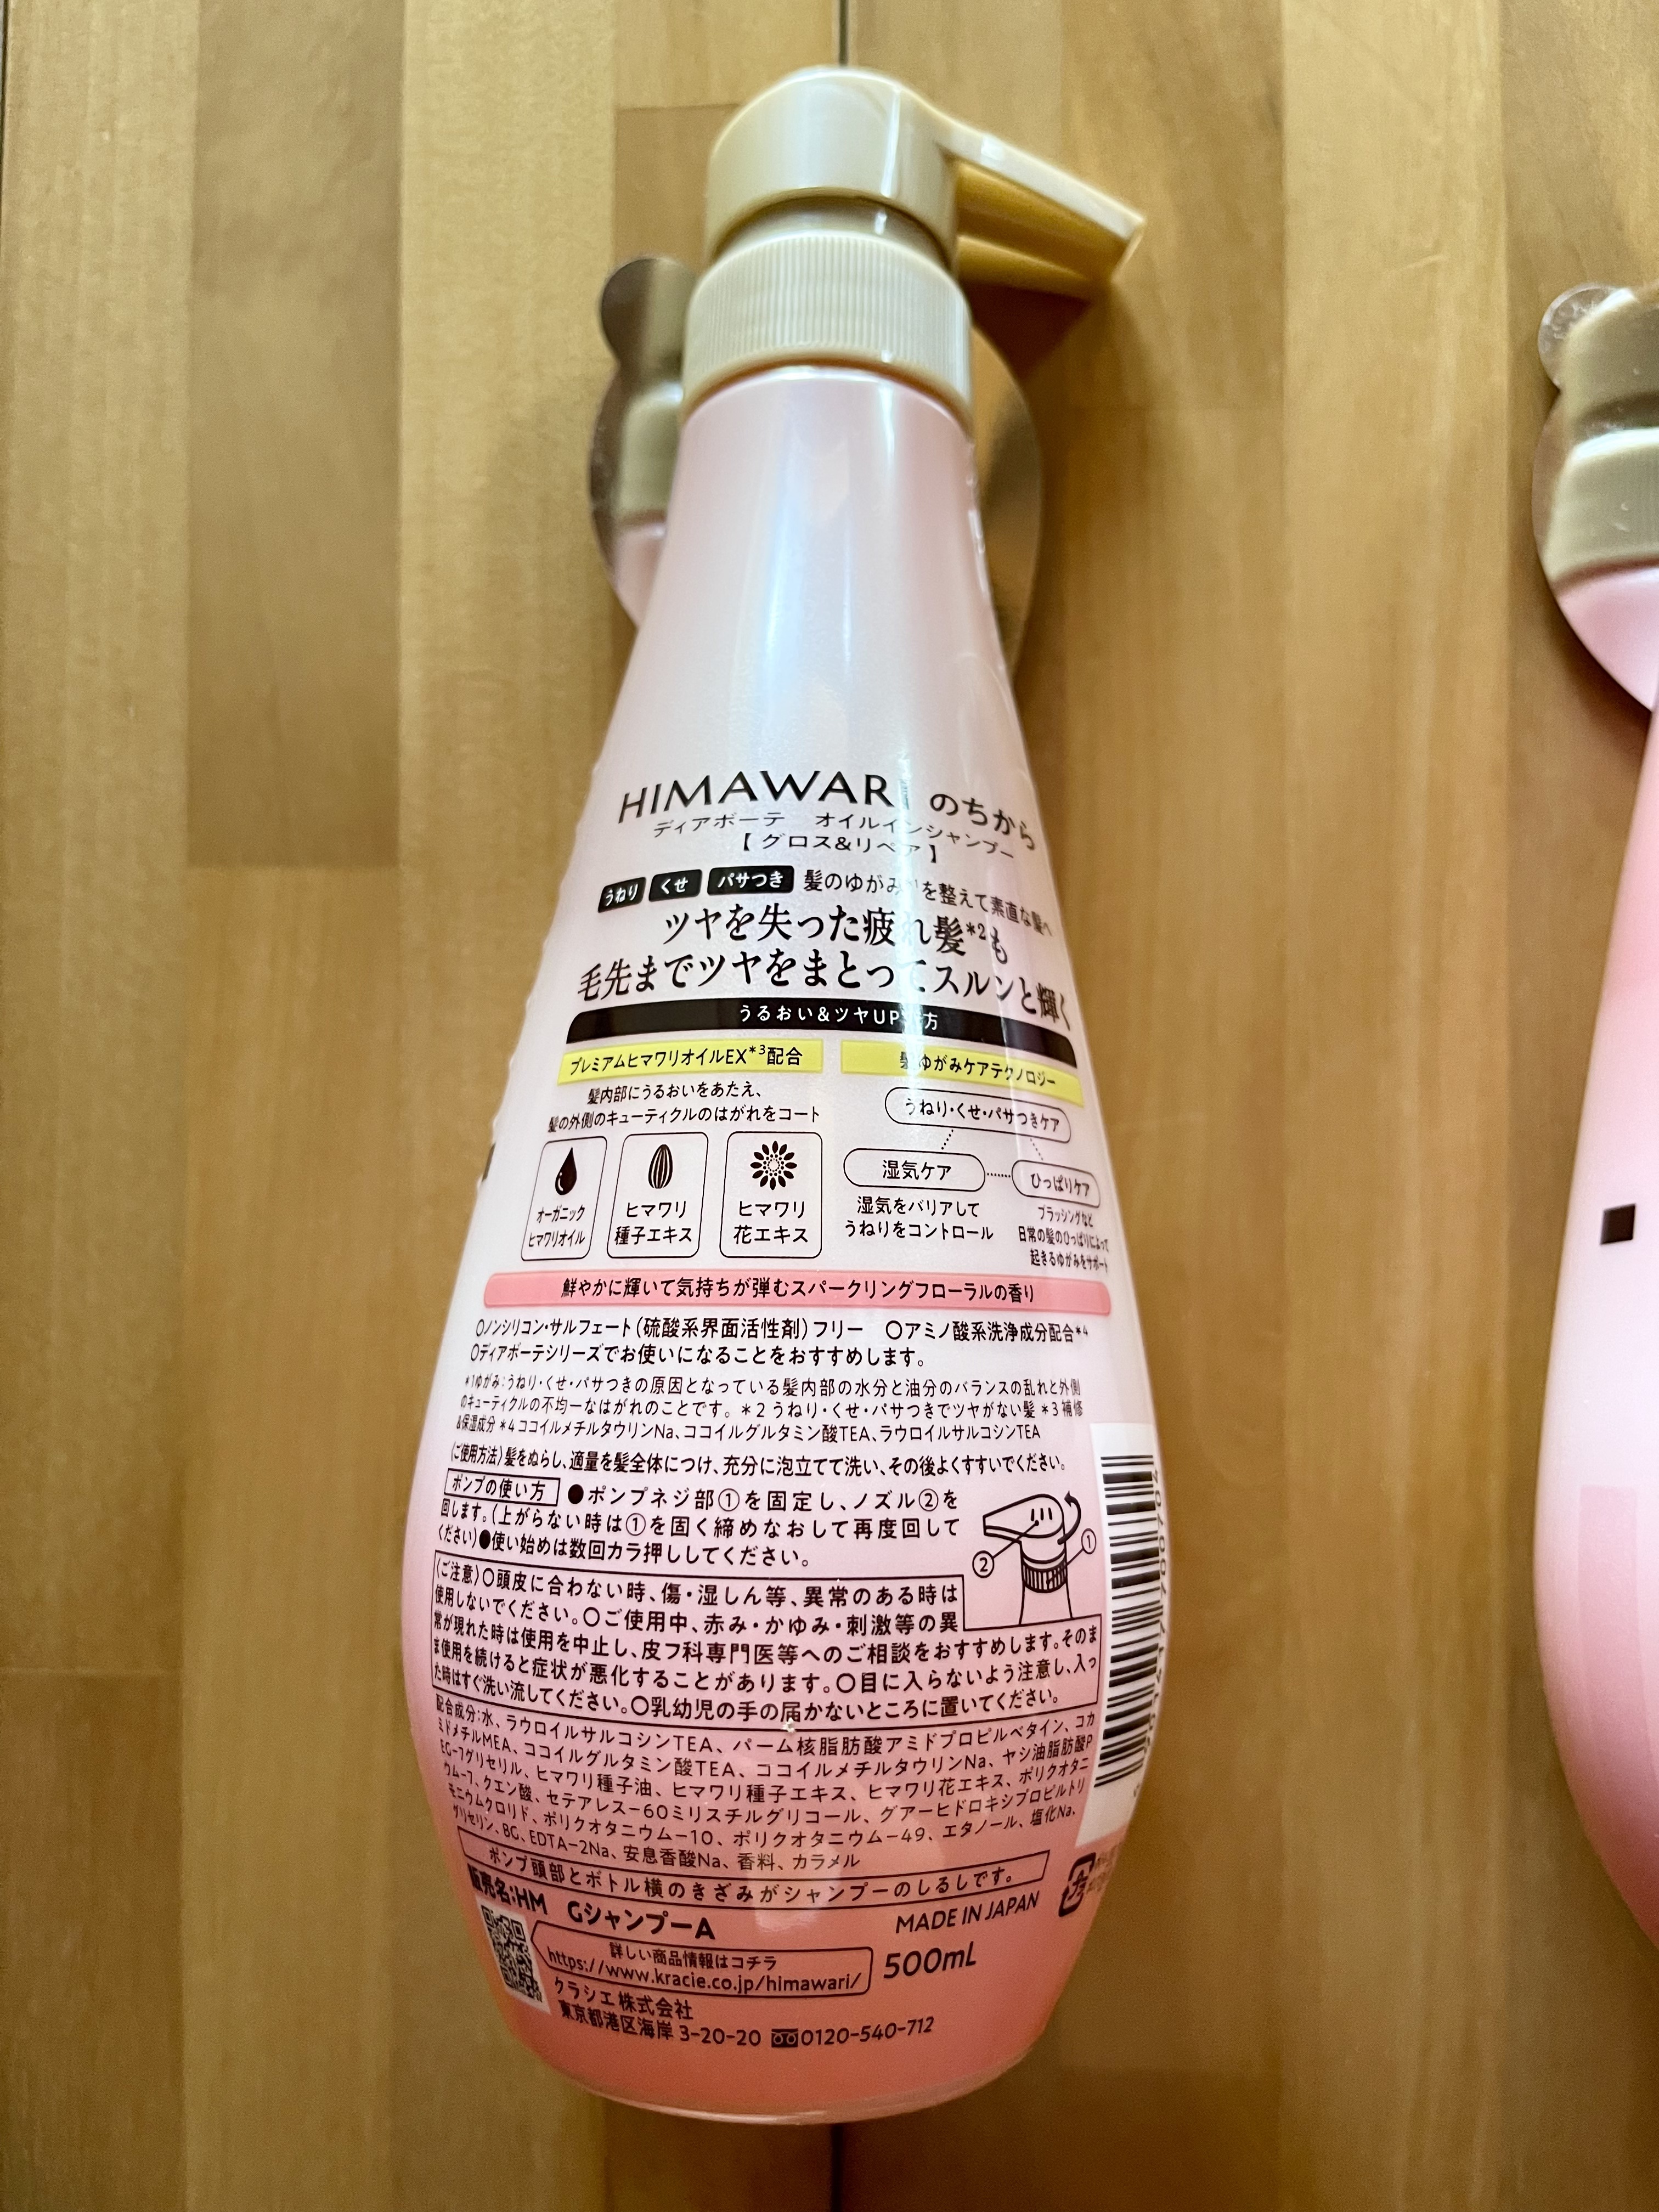 HIMAWARI のちから
ディアボーテ オイルインシャンプー
【 グロス&リペア 】
うねり くせ パサつき 髪のゆがみ を整えて素直な髪へ
ツヤを失った疲れ髪*2も
毛先までツヤをまとってスルンと輝く
うるおい&ツヤUP 方
プレミアムヒマワリオイルEX*3配合
髪ゆがみケアテクノロジー
髪内部にうるおいをあたえ、
髪の外側のキューティクルのはがれをコート
オーガニック
ヒマワリオイル
ヒマワリ
種子エキス
ヒマワリ
花エキス
うねり・くせ・パサつきケア
湿気ケア
湿気をバリアして
うねりをコントロール
ひっぱりケア
ブラッシングなど
日常の髪のひっぱりによって
起きるゆがみをサポート
鮮やかに輝いて気持ちが弾むスパークリングフローラルの香り
〇ノンシリコン・サルフェート(硫酸系界面活性剤)フリー 〇アミノ酸系洗浄成分配合*4
〇ディアボーテシリーズでお使いになることをおすすめします。
*1ゆがみ:うねり・くせ・パサつきの原因となっている髪内部の水分と油分のバランスの乱れと外側
のキューティクルの不均一なはがれのことです。*2 うねり・くせ・パサつきでツヤがない髪 *3 補修
&保湿成分 *4 ココイルメチルタウリンNa、ココイルグルタミン酸TEA、ラウロイルサルコシンTEA
〈ご使用方法〉髪をぬらし、適量を髪全体につけ、充分に泡立てて洗い、その後よくすすいでください。
ポンプの使い方 ●ポンプネジ部①を固定し、ノズル②を
回します。(上がらない時は①を固く締めなおして再度回して
ください)●使い始めは数回カラ押ししてください。
①
②
〈ご注意〉〇頭皮に合わない時、傷・湿しん等、異常のある時は
使用しないでください。〇ご使用中、赤み・かゆみ・刺激等の異
常が現れた時は使用を中止し、皮フ科専門医等へのご相談をおすすめします。そのま
ま使用を続けると症状が悪化することがあります。〇目に入らないよう注意し、入っ
た時はすぐ洗い流してください。〇乳幼児の手の届かないところに置いてください。
配合成分:水、ラウロイルサルコシンTEA、パーム核脂肪酸アミドプロピルベタイン、コカ
ミドメチルMEA、ココイルグルタミン酸TEA、ココイルメチルタウリンNa、ヤシ油脂肪酸P
EG-7グリセリル、ヒマワリ種子油、ヒマワリ種子エキス、ヒマワリ花エキス、ポリクオタニ
ウム-7、クエン酸、セテアレス-60ミリスチルグリコール、グアーヒドロキシプロピルトリ
モニウムクロリド、ポリクオタニウム-10、ポリクオタニウム-49、エタノール、塩化Na、
グリセリン、BG、EDTA-2Na、安息香酸Na、香料、カラメル
ポンプ頭部とボトル横のきざみがシャンプーのしるしです。
販売名:HM GシャンプーA
MADE IN JAPAN
詳しい商品情報はコチラ
https://www.kracie.co.jp/himawari/
500mL
クラシエ株式会社
東京都港区海岸 3-20-20 0120-540-712